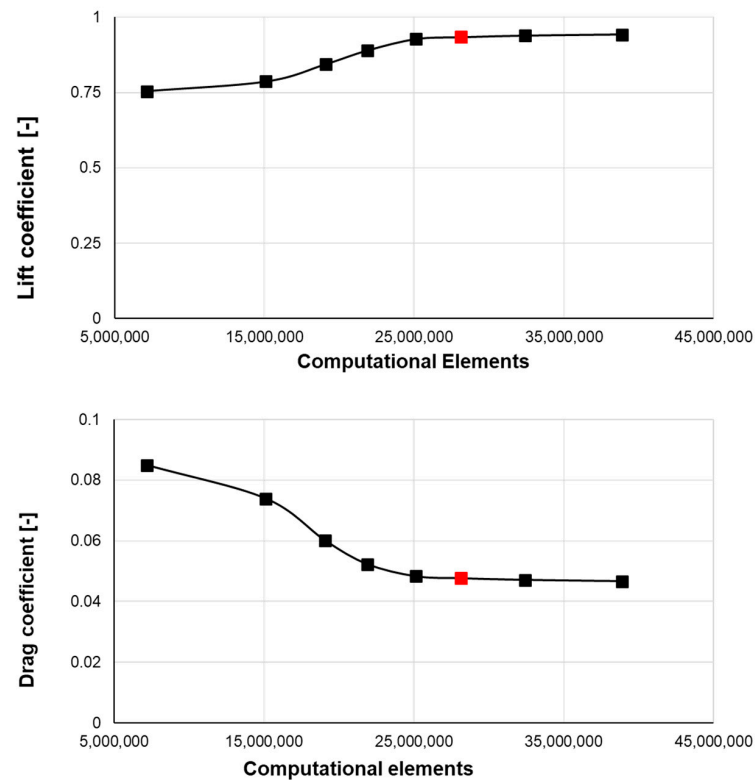 1
0.75
0.5
0.25
0
Lift coefficient [-]
5,000,000 15,000,000 25,000,000 35,000,000 45,000,000
Computational Elements
0.1
0.08
0.06
0.04
0.02
0
Drag coefficient [-]
5,000,000 15,000,000 25,000,000 35,000,000 45,000,000
Computational elements